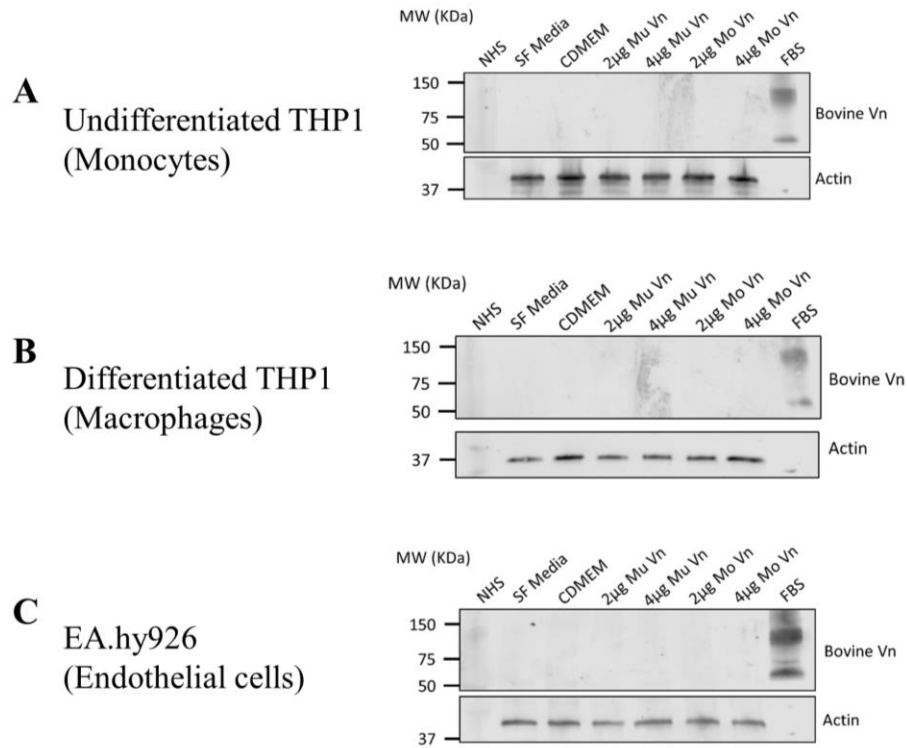 MW (KDa)
NHS
SF Media
CDMEM
2µg Mu Vn
4µg Mu Vn
2µg Mo Vn
4µg Mo Vn
FBS
A
Undifferentiated THP1
(Monocytes)
150
75
50
37
Bovine Vn
Actin
MW (KDa)
NHS
SF Media
CDMEM
2µg Mu Vn
4µg Mu Vn
2µg Mo Vn
4µg Mo Vn
FBS
B
Differentiated THP1
(Macrophages)
150
75
50
37
Bovine Vn
Actin
MW (KDa)
NHS
SF Media
CDMEM
2µg Mu Vn
4µg Mu Vn
2µg Mo Vn
4µg Mo Vn
FBS
C
EA.hy926
(Endothelial cells)
150
75
50
37
Bovine Vn
Actin